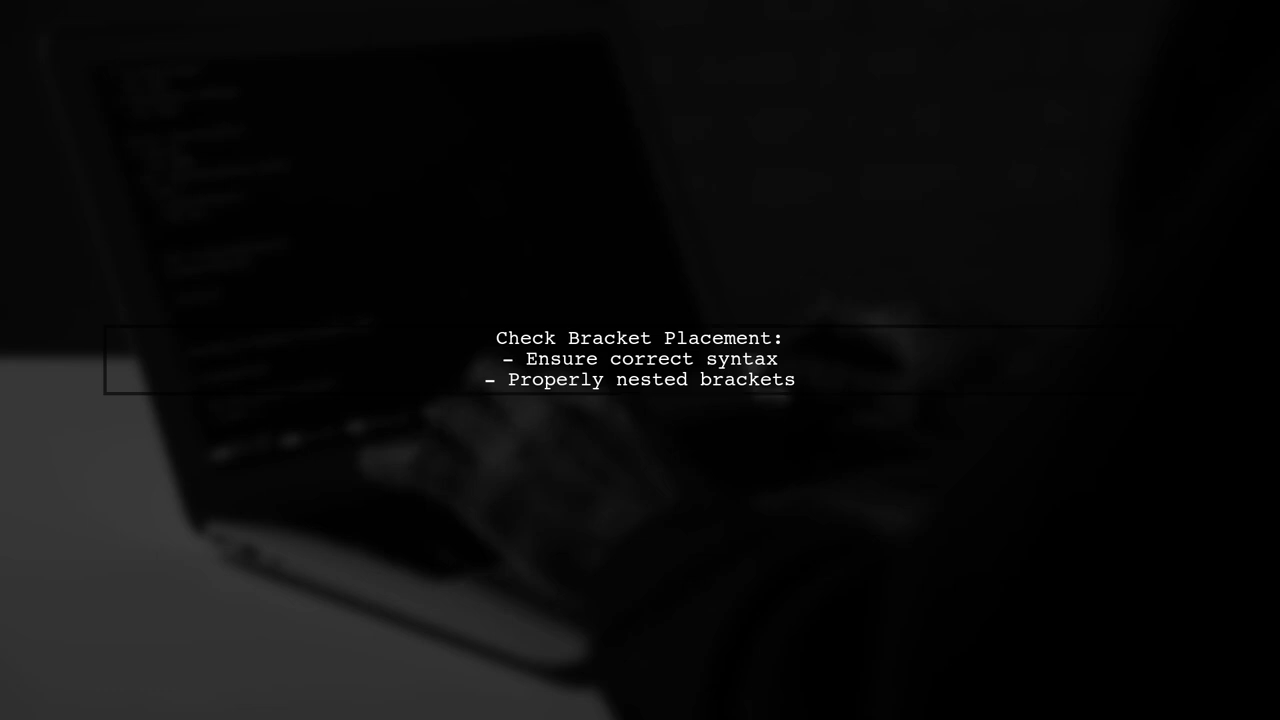 Check Bracket Placement:
- Ensure correct syntax
- Properly nested brackets